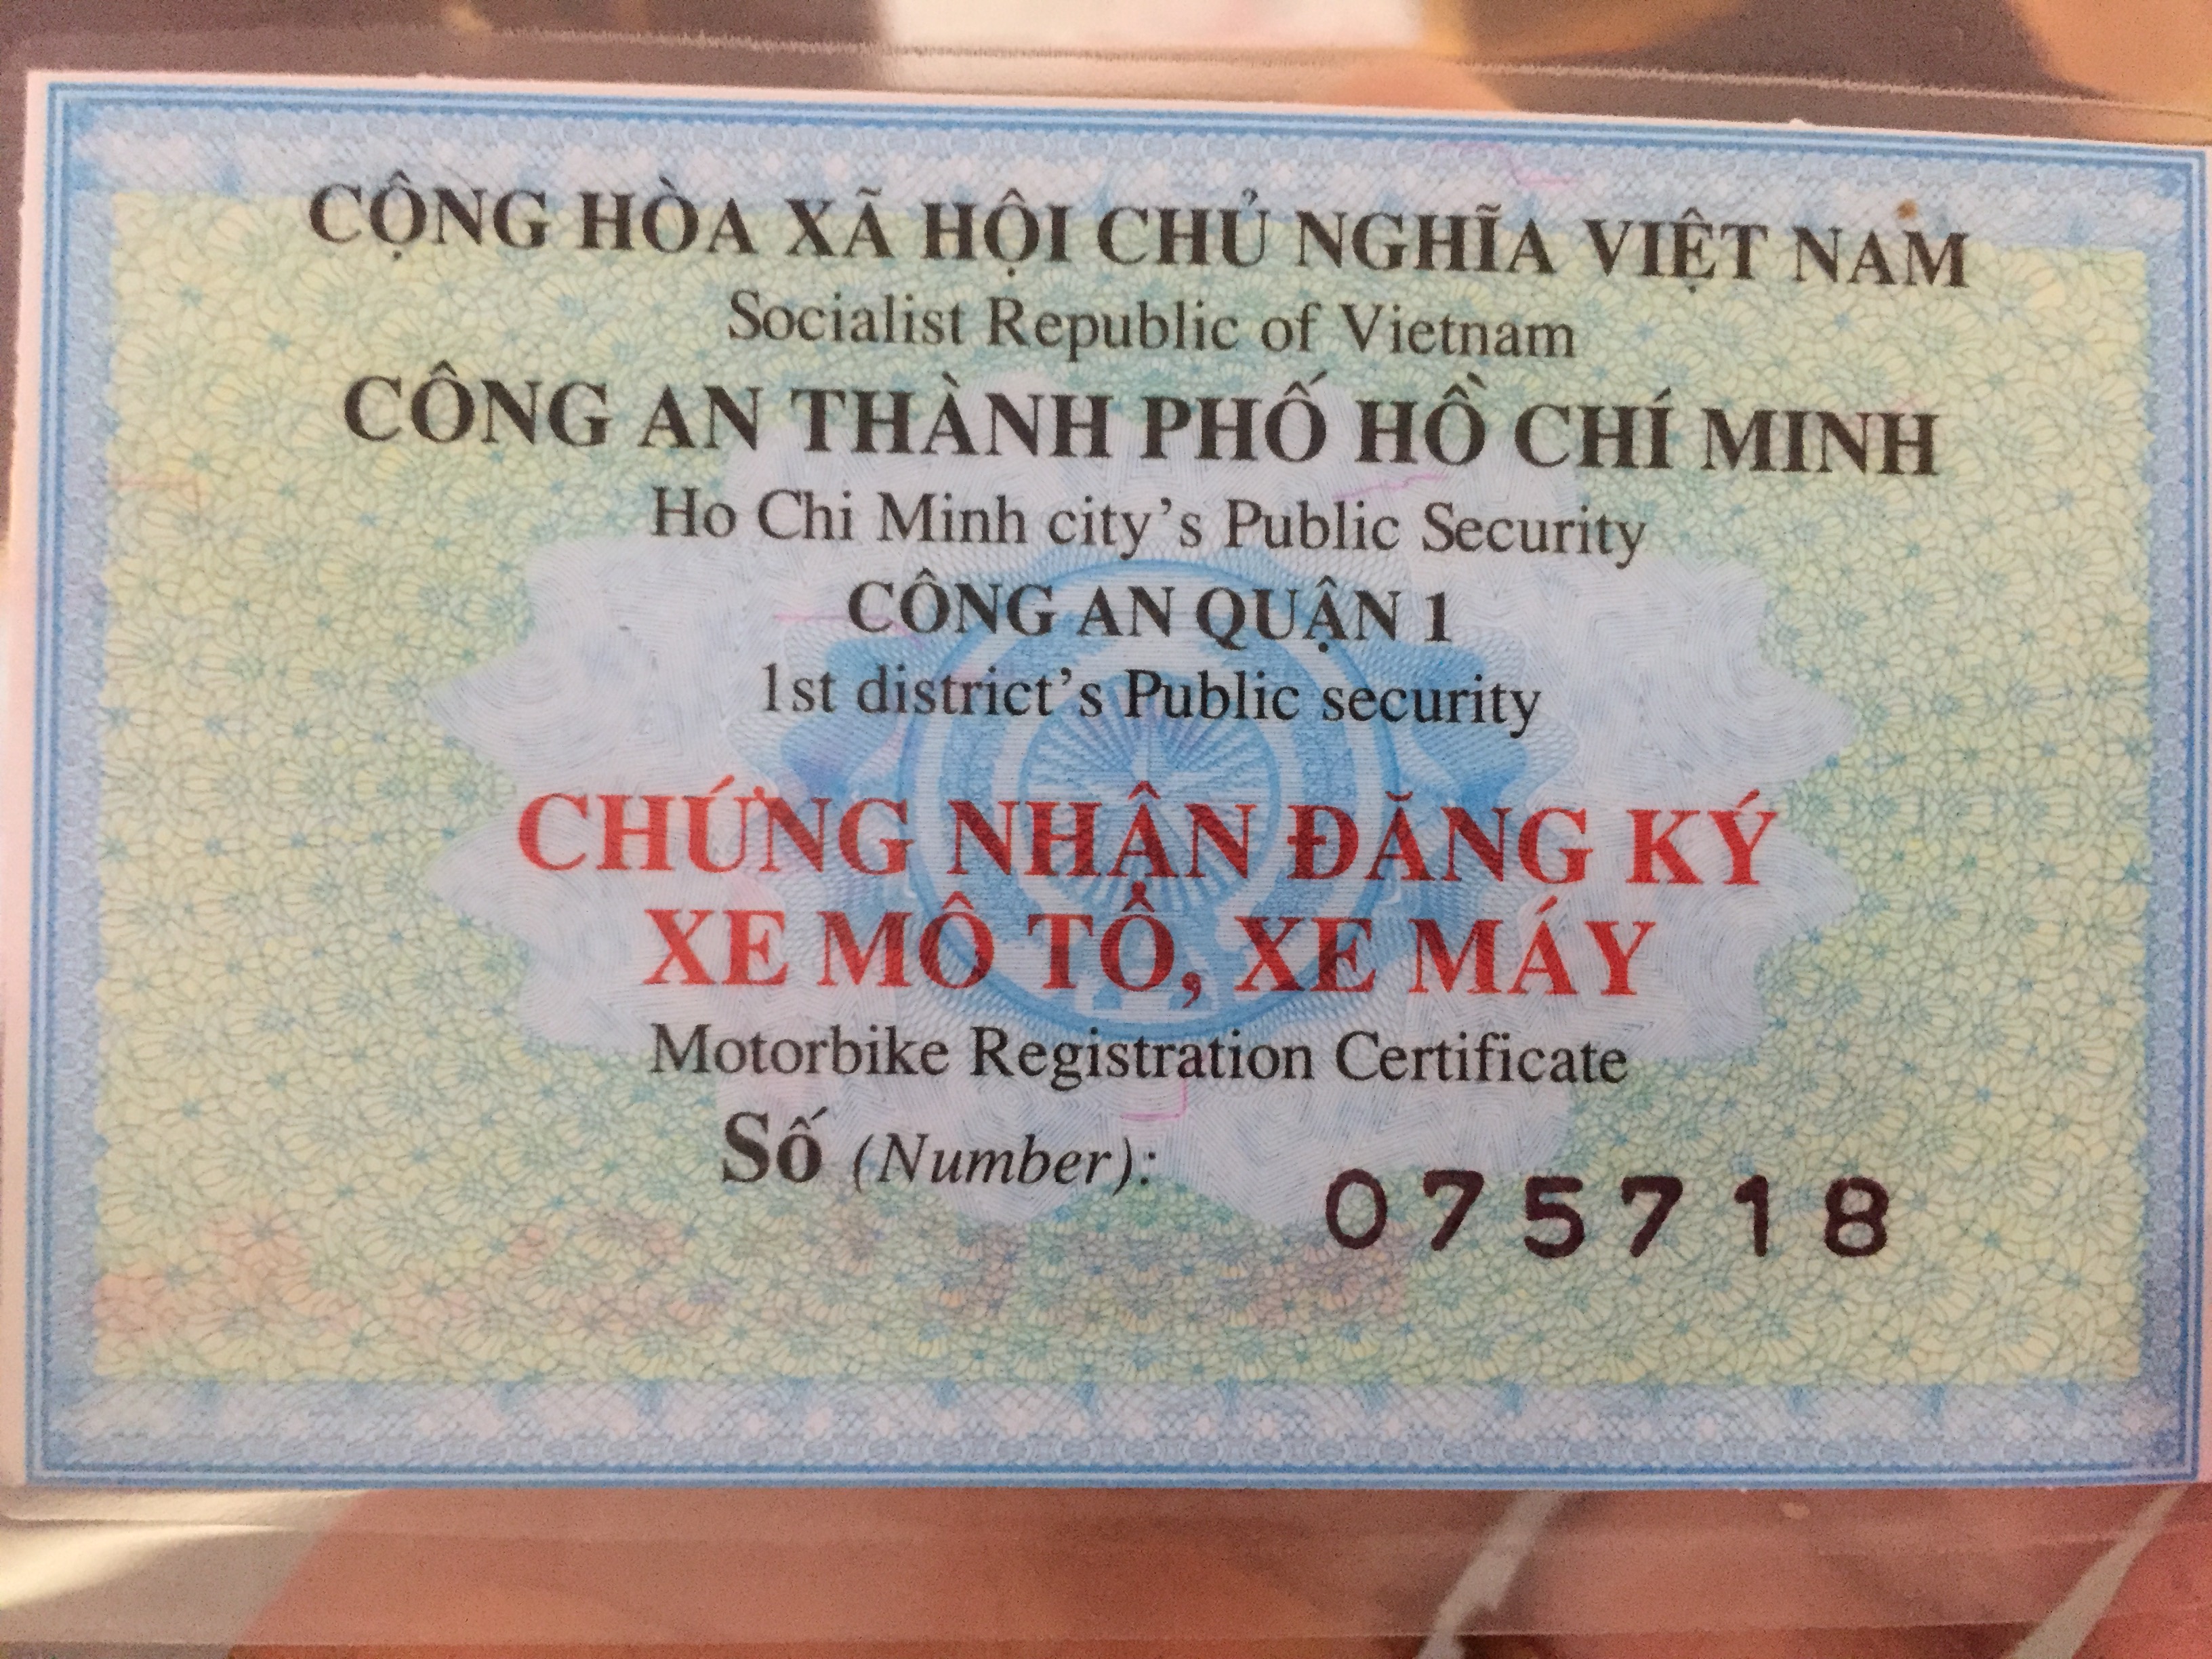 CỘNG HÒA XÃ HỘI CHỦ NGHĨA VIỆT NAM
Socialist Republic of Vietnam
CÔNG AN THÀNH PHỐ HỒ CHÍ MINH
Ho Chi Minh city's Public Security
CÔNG AN QUẬN 1
1st district's Public security
CHỨNG NHẬN ĐĂNG KÝ
XE MÔ TÔ, XE MÁY
Motorbike Registration Certificate
Số (Number): 075718